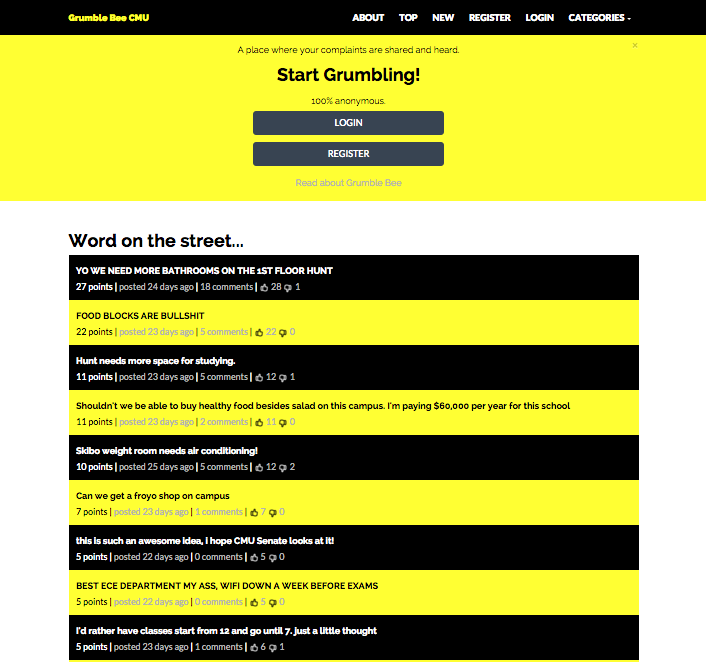 Grumble Bee CMU ABOUT TOP NEW REGISTER LOGIN CATEGORIES
A place where your complaints are shared and heard. ×
Start Grumbling!
100% anonymous.
LOGIN
REGISTER
Read about Grumble Bee
Word on the street...
YO WE NEED MORE BATHROOMS ON THE 1ST FLOOR HUNT
27 points | posted 24 days ago | 18 comments | 28 1
FOOD BLOCKS ARE BULLSHIT
22 points | posted 23 days ago | 5 comments | 22 0
Hunt needs more space for studying.
11 points | posted 23 days ago | 5 comments | 12 1
Shouldn't we be able to buy healthy food besides salad on this campus. I'm paying $60,000 per year for this school
11 points | posted 23 days ago | 2 comments | 11 0
Skibo weight room needs air conditioning!
10 points | posted 25 days ago | 5 comments | 12 2
Can we get a froyo shop on campus
7 points | posted 23 days ago | 1 comments | 7 0
this is such an awesome idea, I hope CMU Senate looks at it!
5 points | posted 22 days ago | 0 comments | 5 0
BEST ECE DEPARTMENT MY ASS, WIFI DOWN A WEEK BEFORE EXAMS
5 points | posted 22 days ago | 0 comments | 5 0
I'd rather have classes start from 12 and go until 7. just a little thought
5 points | posted 23 days ago | 1 comments | 6 1